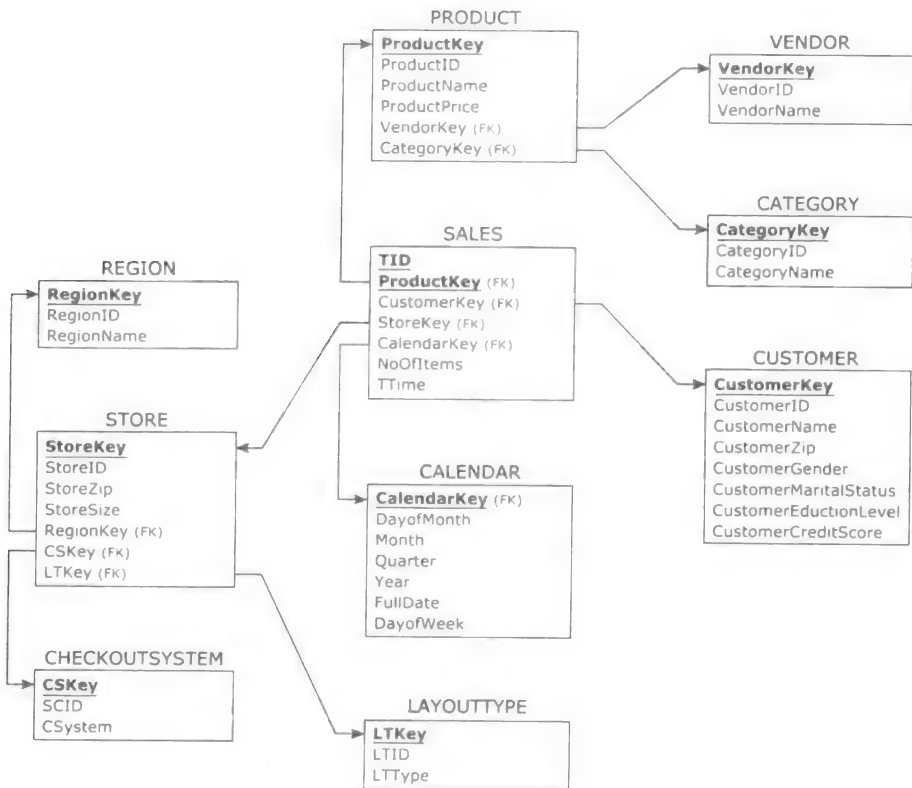 PRODUCT
ProductKey
ProductID
ProductName
ProductPrice
VendorKey (FK)
CategoryKey (FK)
VENDOR
VendorKey
VendorID
VendorName
CATEGORY
CategoryKey
CategoryID
CategoryName
SALES
TID
ProductKey (FK)
CustomerKey (FK)
StoreKey (FK)
CalendarKey (FK)
NoOfItems
TTime
REGION
RegionKey
RegionID
RegionName
CUSTOMER
CustomerKey
CustomerID
CustomerName
CustomerZip
CustomerGender
CustomerMaritalStatus
CustomerEductionLevel
CustomerCreditScore
STORE
StoreKey
StoreID
StoreZip
StoreSize
RegionKey (FK)
CSKey (FK)
LTKey (FK)
CALENDAR
CalendarKey (FK)
DayofMonth
Month
Quarter
Year
FullDate
DayofWeek
CHECKOUTSYSTEM
CSKey
SCID
CSystem
LAYOUTTYPE
LTKey
LTID
LTType